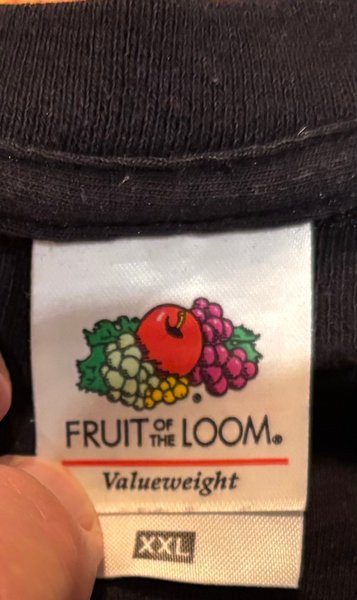 FRUIT OF THE LOOM®
Valueweight
XXL